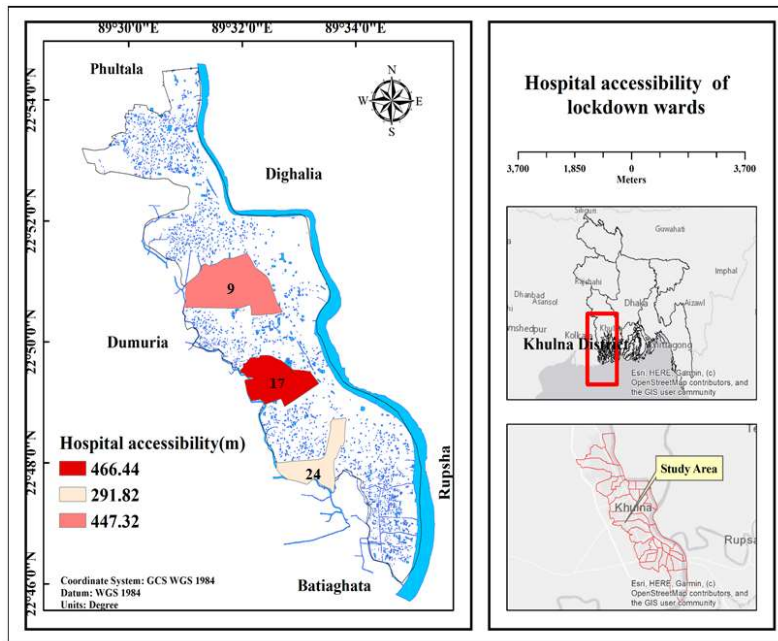 89°30'0"E 89°32'0"E 89°34'0"E
22°54'0"N
22°52'0"N
22°50'0"N
22°48'0"N
22°46'0"N
Phultala
N
W E
S
Dighalia
9
Dumuria
17
24
Rupsha
Batiaghata
Hospital accessibility(m)
466.44
291.82
447.32
Coordinate System: GCS WGS 1984
Datum: WGS 1984
Units: Degree
Hospital accessibility of
lockdown wards
3,700 1,850 0 3,700
Meters
Siliguri
Guwahati
Imphal
Rajshahi
Dhanbad
Asansol
Dhaka
Aizawl
Khulna District
Esri, HERE, Garmin, (c)
OpenStreetMap contributors, and
the GIS user community
Study Area
Khulna
Rupsa
Esri, HERE, Garmin, (c)
OpenStreetMap contributors, and
the GIS user community